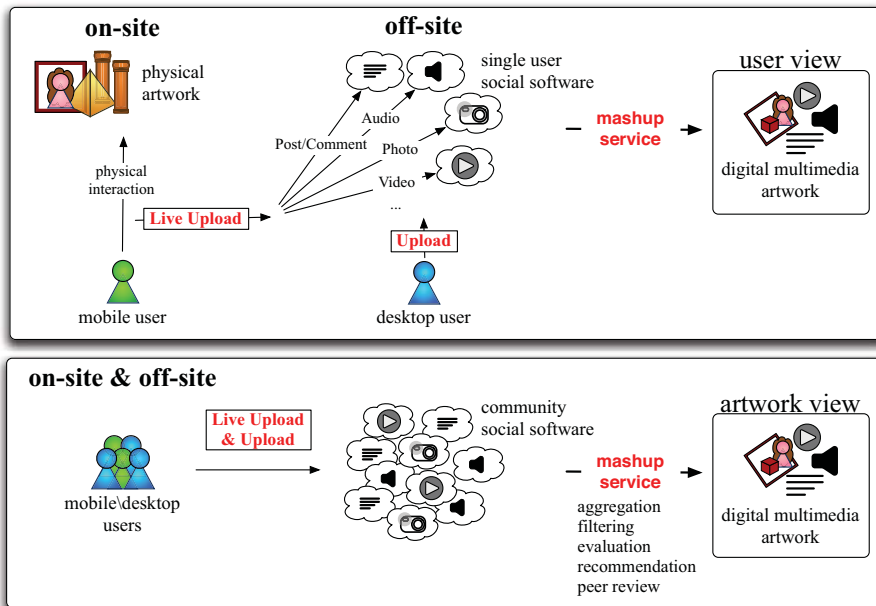 on-site
off-site
physical
artwork
single user
social software
user view
Audio
Post/Comment
Photo
Video
...
mashup
service
physical
interaction
Live Upload
Upload
digital multimedia
artwork
mobile user
desktop user
on-site & off-site
Live Upload
& Upload
community
social software
artwork view
mobile\desktop
users
mashup
service
aggregation
filtering
evaluation
recommendation
peer review
digital multimedia
artwork